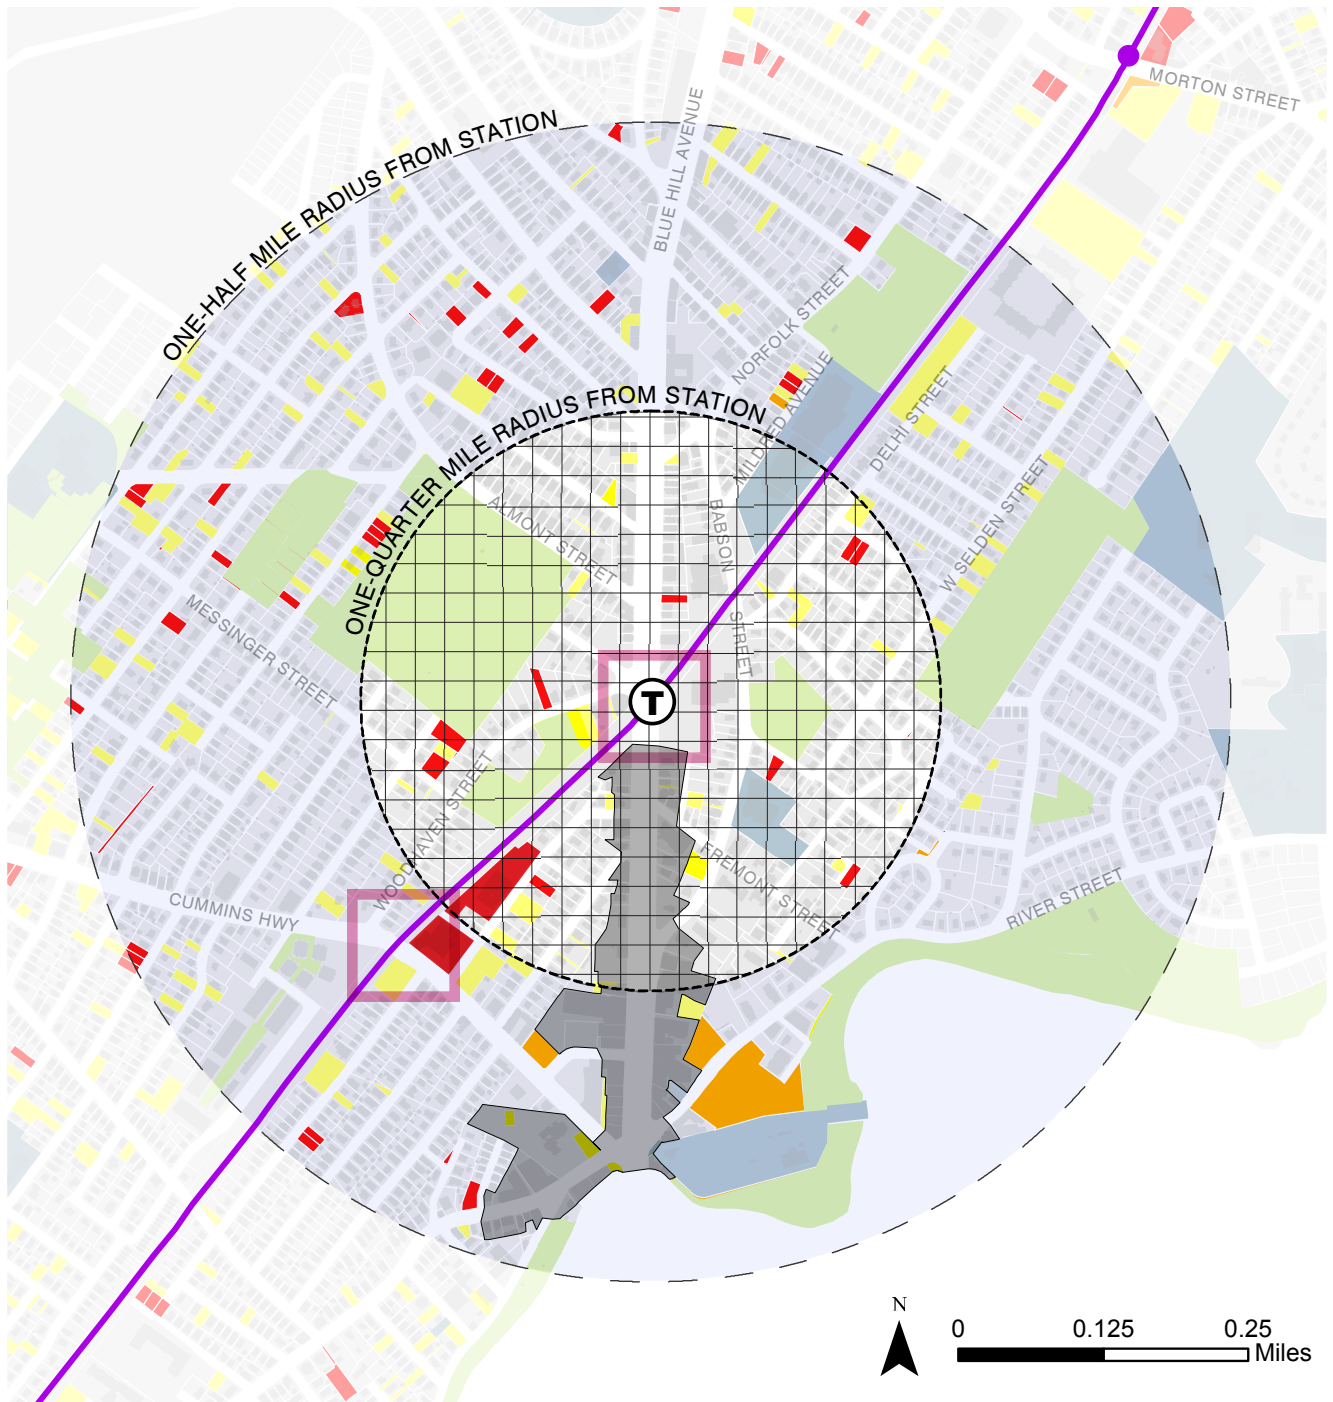 MORTON STREET
ONE-HALF MILE RADIUS FROM STATION
BLUE HILL AVENUE
NORFOLK STREET
MILDRED AVENUE
DELHI STREET
ONE-QUARTER MILE RADIUS FROM STATION
ALMONT STREET
BABSON STREET
W SELDEN STREET
MESSINGER STREET
T
WOODHAVEN STREET
FREMONT STREET
CUMMINS HWY
RIVER STREET
N
0 0.125 0.25
Miles